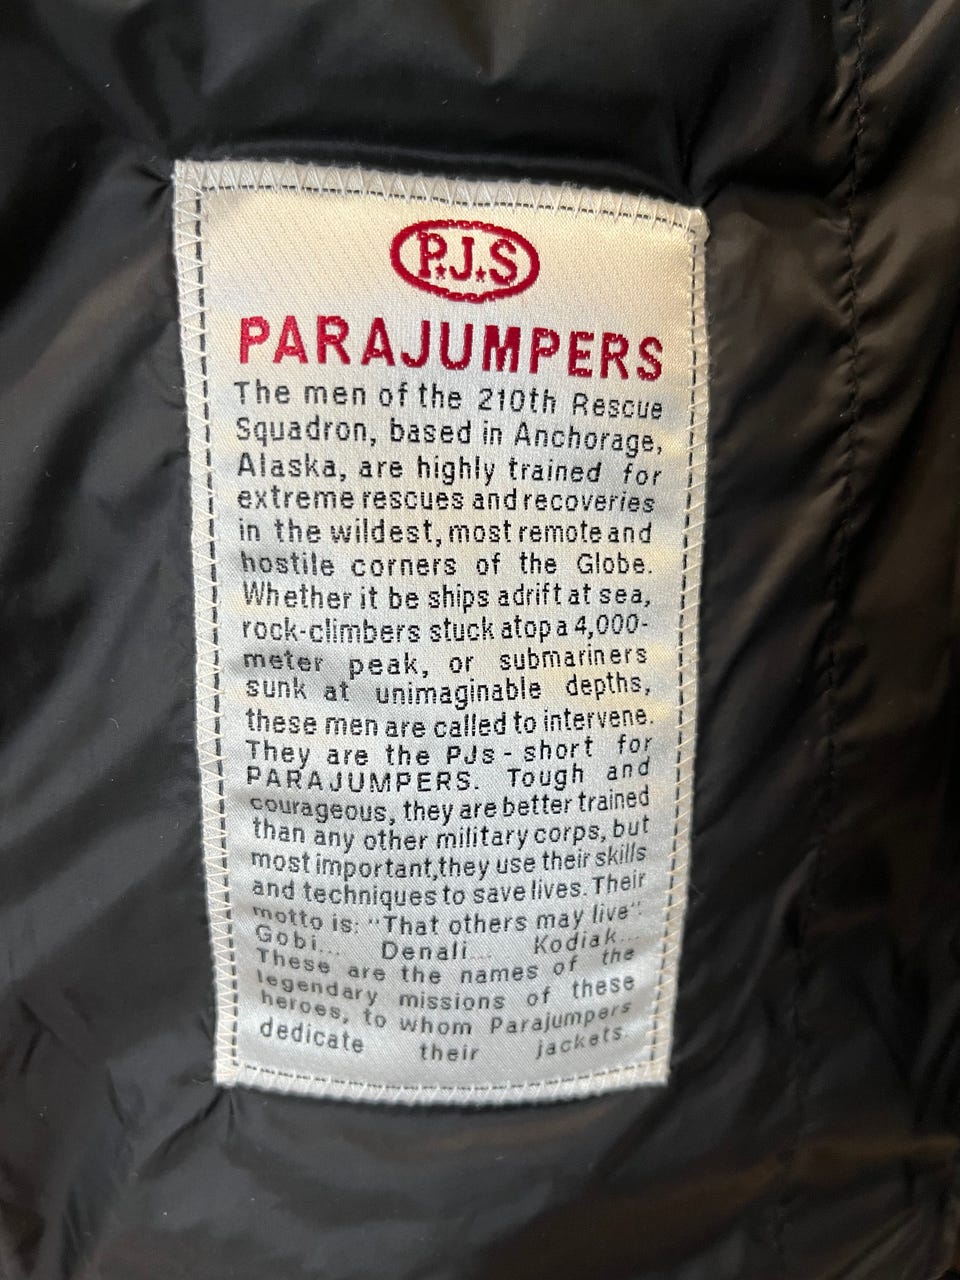 P.J.S
PARAJUMPERS
The men of the 210th Rescue
Squadron, based in Anchorage,
Alaska, are highly trained for
extreme rescues and recoveries
in the wildest, most remote and
hostile corners of the Globe.
Whether it be ships adrift at sea,
rock-climbers stuck atop a 4,000-
meter peak, or submariners
sunk at unimaginable depths,
these men are called to intervene.
They are the PJs - short for
PARAJUMPERS. Tough and
courageous, they are better trained
than any other military corps, but
most important, they use their skills
and techniques to save lives. Their
motto is: "That others may live".
Gobi... Denali... Kodiak...
These are the names of the
legendary missions of these
heroes, to whom Parajumpers
dedicate their jackets.